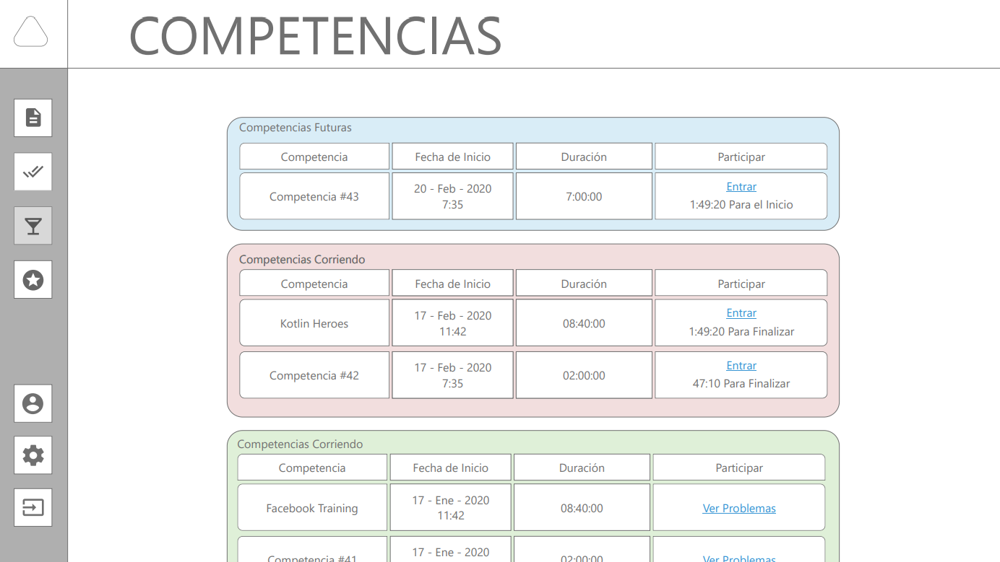 COMPETENCIAS
Competencias Futuras
Competencia Fecha de Inicio Duración Participar
Competencia #43 20 - Feb - 2020 7:35 7:00:00 Entrar 1:49:20 Para el Inicio
Competencias Corriendo
Competencia Fecha de Inicio Duración Participar
Kotlin Heroes 17 - Feb - 2020 11:42 08:40:00 Entrar 1:49:20 Para Finalizar
Competencia #42 17 - Feb - 2020 7:35 02:00:00 Entrar 47:10 Para Finalizar
Competencias Corriendo
Competencia Fecha de Inicio Duración Participar
Facebook Training 17 - Ene - 2020 11:42 08:40:00 Ver Problemas
Competencia #41 17 - Ene - 2020 02:00:00 Ver Problemas